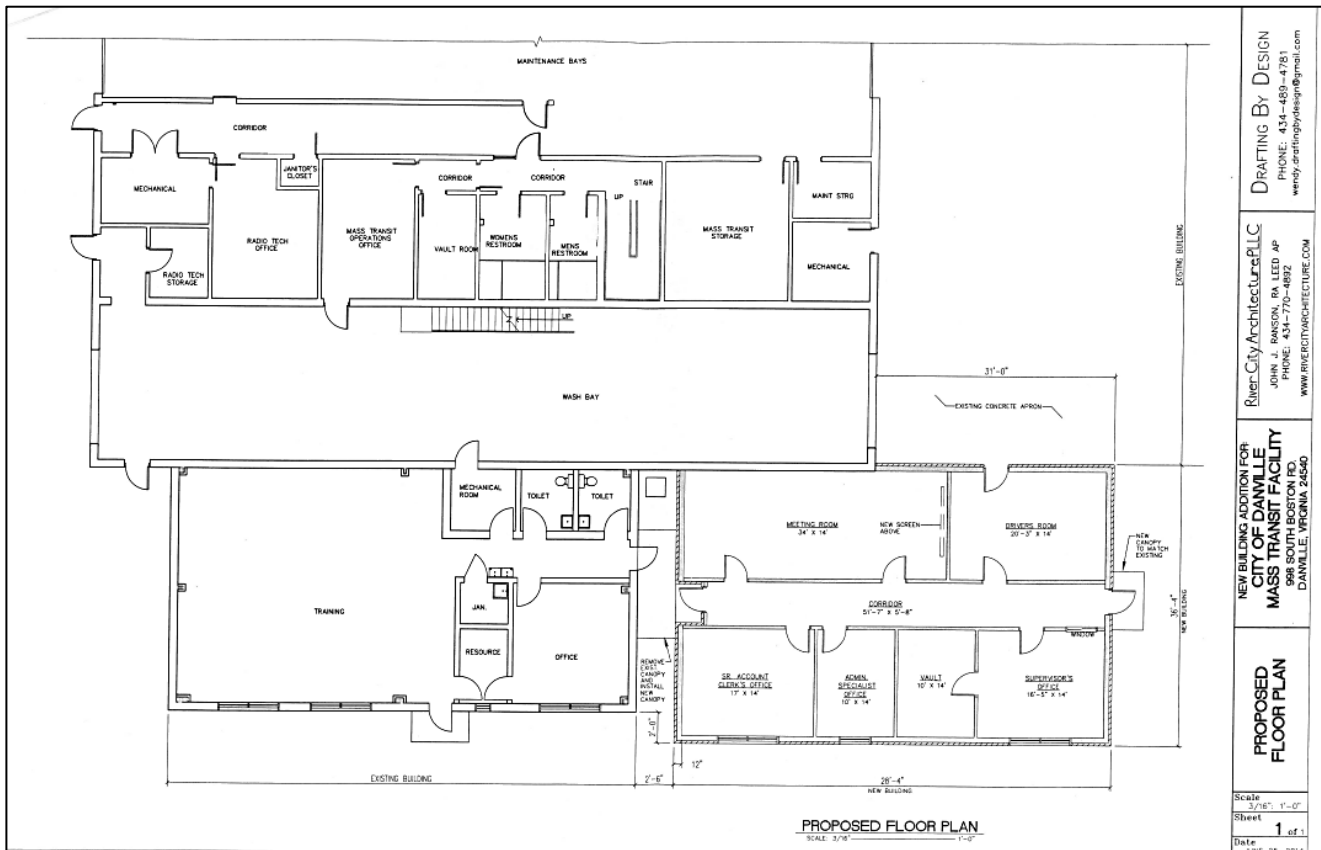 MAINTENANCE BAYS
CORRIDOR
JANITOR'S
CLOSET
MECHANICAL
CORRIDOR
CORRIDOR
STAIR
UP
MAINT STRG
RADIO TECH
OFFICE
MASS TRANSIT
OPERATIONS
OFFICE
VAULT ROOM
WOMENS
RESTROOM
MENS
RESTROOM
MASS TRANSIT
STORAGE
MECHANICAL
RADIO TECH
STORAGE
UP
WASH BAY
EXISTING BUILDING
31'-0"
EXISTING CONCRETE APRON
MECHANICAL
ROOM
TOILET
TOILET
MEETING ROOM
34' X 14'
NEW SCREEN
ABOVE
DRIVERS ROOM
20'-3" X 14'
NEW
CANOPY
TO MATCH
EXISTING
TRAINING
JAN.
RESOURCE
OFFICE
CORRIDOR
51'-7" X 5'-8"
WINDOW
36'-4"
NEW BUILDING
REMOVE
EXIST
CANOPY
AND
INSTALL
NEW
CANOPY
SR. ACCOUNT
CLERK'S OFFICE
17' X 14'
ADMIN.
SPECIALIST
OFFICE
10' X 14'
VAULT
10' X 14'
SUPERVISOR'S
OFFICE
16'-5" X 14'
2'-0"
12"
EXISTING BUILDING
2'-6"
28'-4"
NEW BUILDING
PROPOSED FLOOR PLAN
SCALE: 3/16" 1'-0"
DRAFTING BY DESIGN
PHONE: 434-489-4781
wendy.draftingbydesign@gmail.com
River City Architecture PLLC
JOHN J. RANSON, RA LEED AP
PHONE: 434-770-4892
WWW.RIVERCITYARCHITECTURE.COM
NEW BUILDING ADDITION FOR:
CITY OF DANVILLE
MASS TRANSIT FACILITY
998 SOUTH BOSTON RD.
DANVILLE, VIRGINIA 24540
PROPOSED
FLOOR PLAN
Scale
3/16": 1'-0"
Sheet
1 of 1
Date